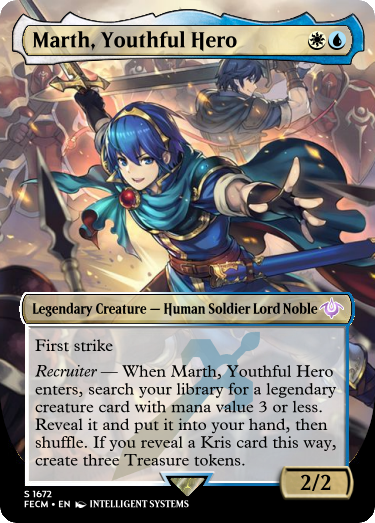 Marth, Youthful Hero
Legendary Creature — Human Soldier Lord Noble
First strike
Recruiter — When Marth, Youthful Hero
enters, search your library for a legendary
creature card with mana value 3 or less.
Reveal it and put it into your hand, then
shuffle. If you reveal a Kris card this way,
create three Treasure tokens.
2/2
S 1672
FECM • EN INTELLIGENT SYSTEMS